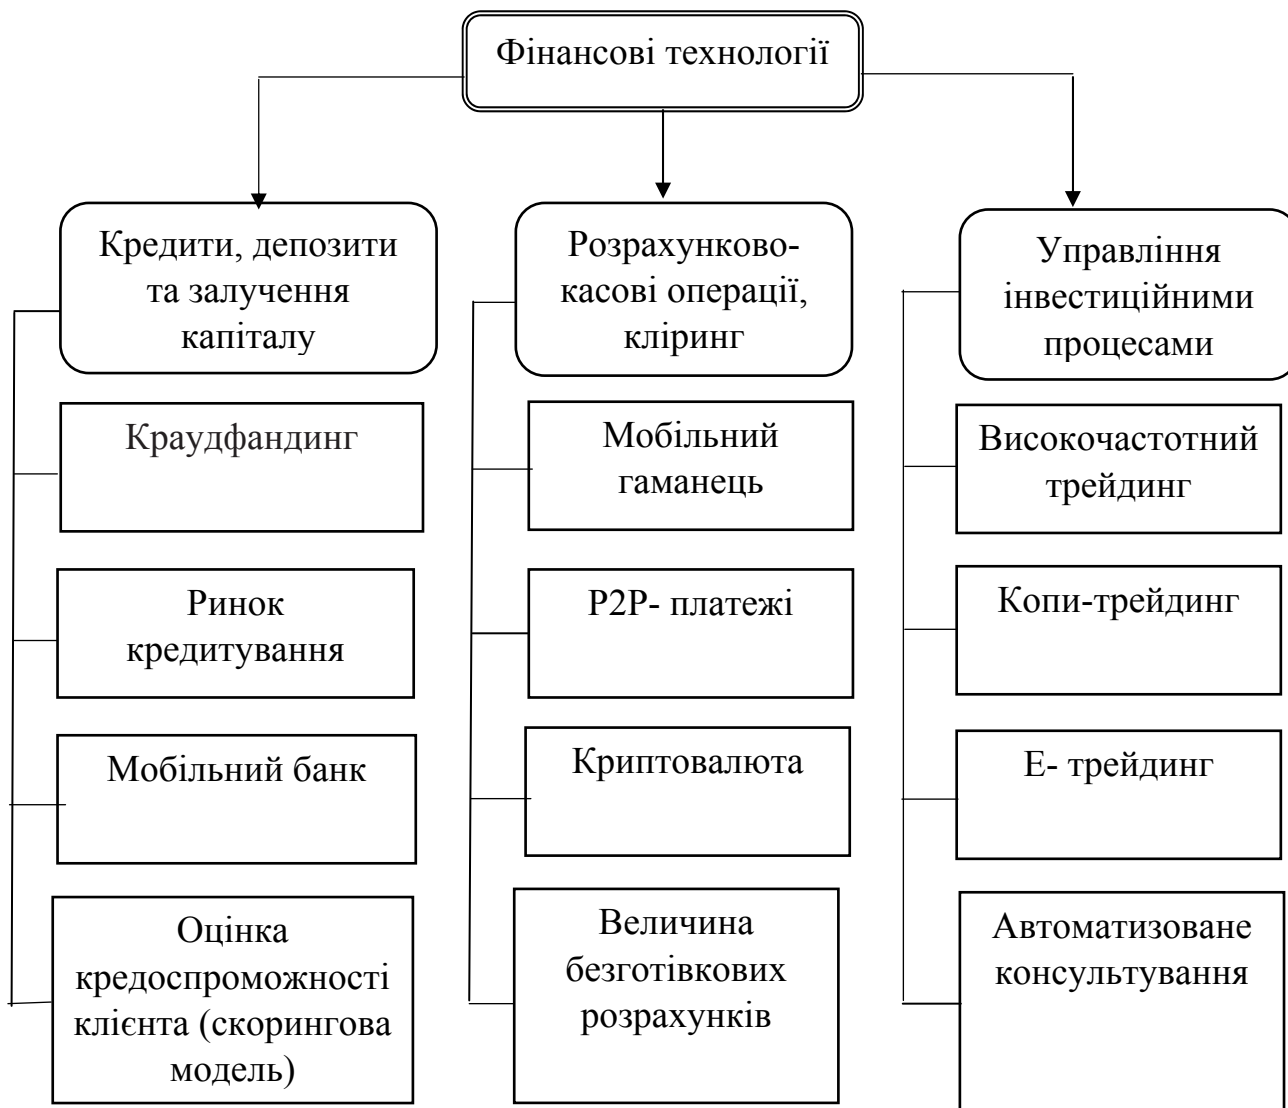 Фінансові технології
Кредити, депозити
та залучення
капіталу
Краудфандинг
Ринок
кредитування
Мобільний банк
Оцінка
кредоспроможності
клієнта (скорингова
модель)
Розрахунково-
касові операції,
кліринг
Мобільний
гаманець
P2P- платежі
Криптовалюта
Величина
безготівкових
розрахунків
Управління
інвестиційними
процесами
Високочастотний
трейдинг
Копи-трейдинг
Е- трейдинг
Автоматизоване
консультування